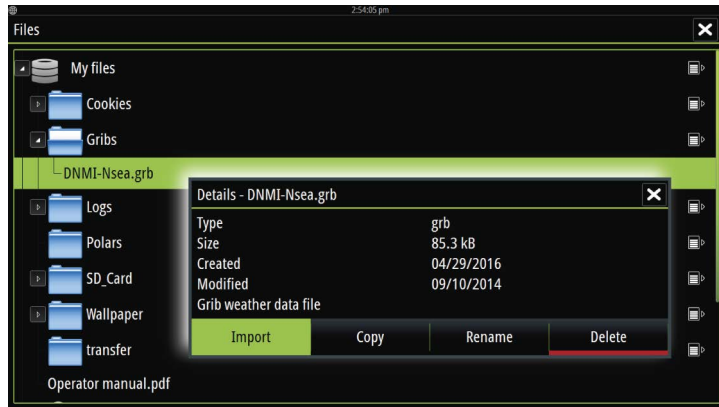 2:54:05 pm
Files
My files
Cookies
Gribs
DNMI-Nsea.grb
Logs
Polars
SD_Card
Wallpaper
transfer
Operator manual.pdf
Details - DNMI-Nsea.grb
Type grb
Size 85.3 kB
Created 04/29/2016
Modified 09/10/2014
Grib weather data file
Import Copy Rename Delete